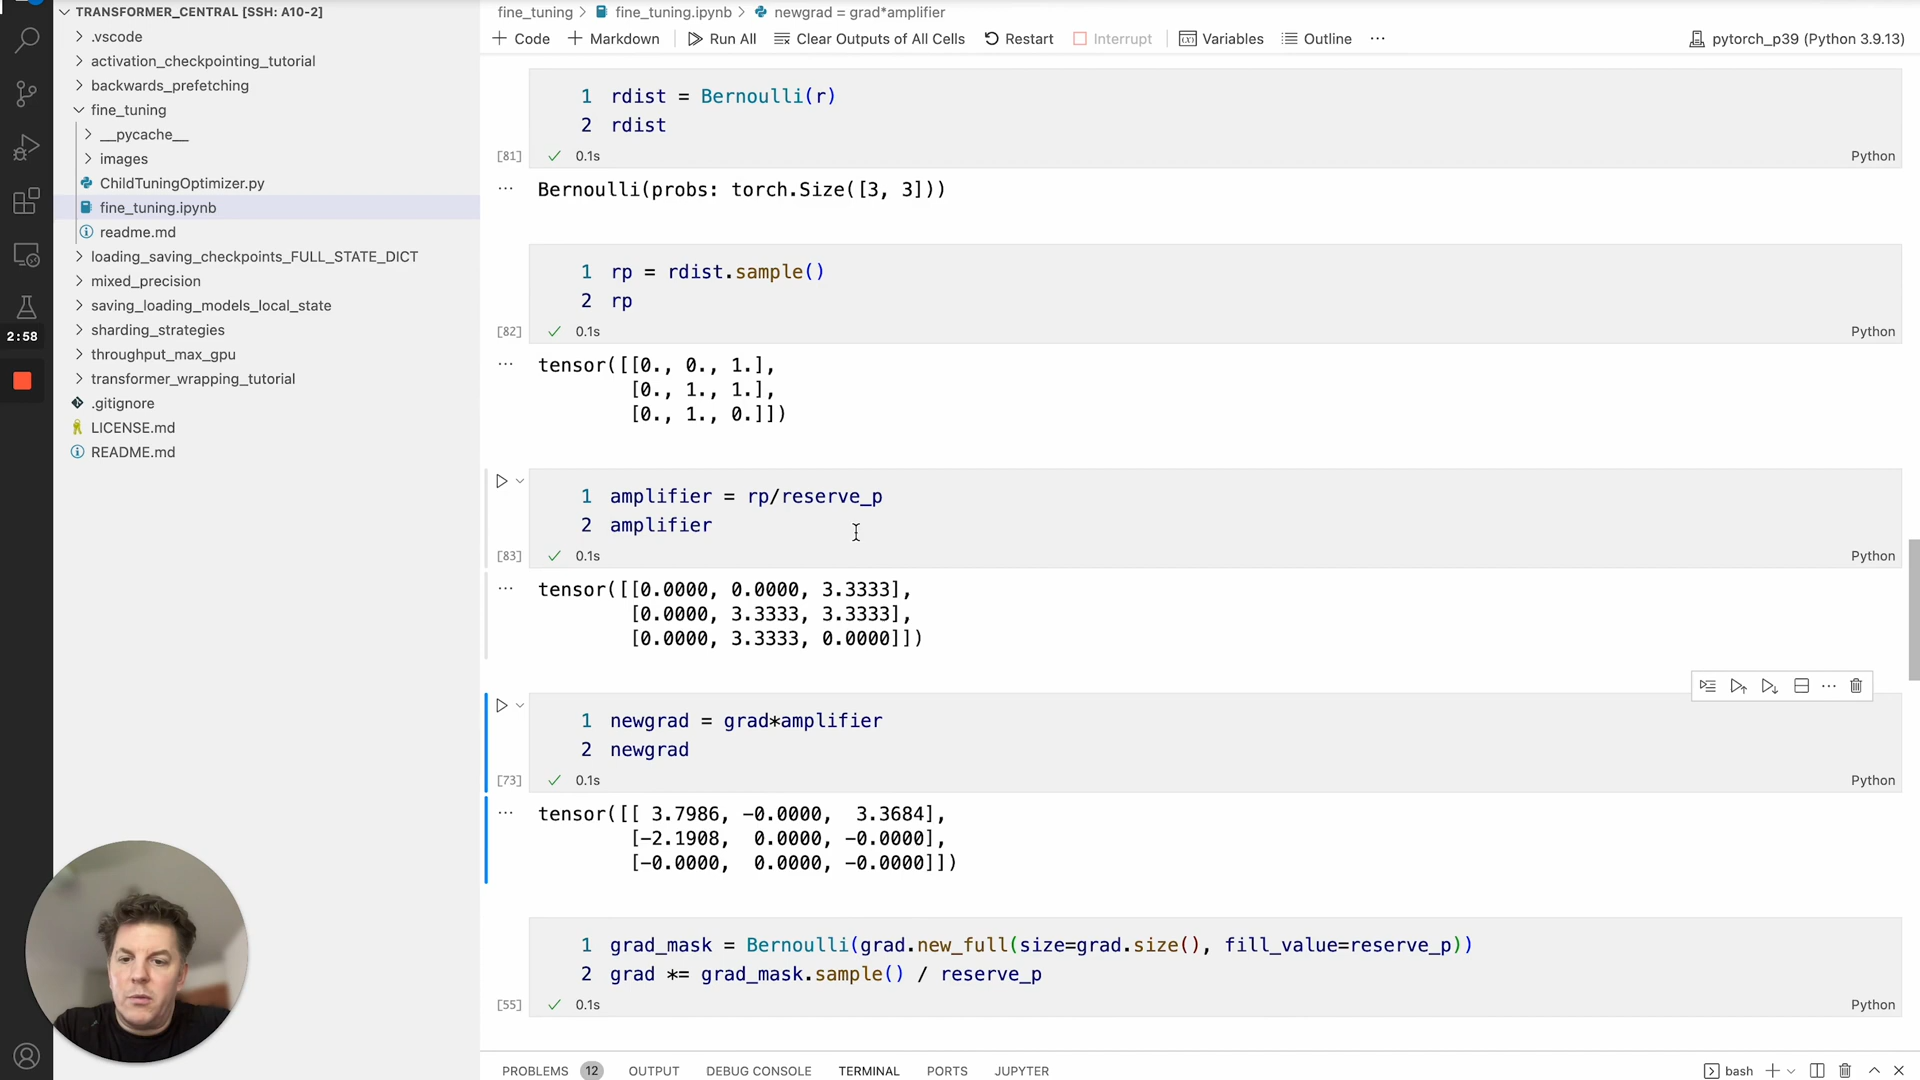 TRANSFORMER_CENTRAL [SSH: A10-2]
.vscode
activation_checkpointing_tutorial
backwards_prefetching
fine_tuning
__pycache__
images
ChildTuningOptimizer.py
fine_tuning.ipynb
readme.md
loading_saving_checkpoints_FULL_STATE_DICT
mixed_precision
saving_loading_models_local_state
sharding_strategies
throughput_max_gpu
transformer_wrapping_tutorial
.gitignore
LICENSE.md
README.md
2:58
fine_tuning > fine_tuning.ipynb > newgrad = grad*amplifier
+ Code + Markdown Run All Clear Outputs of All Cells Restart Interrupt Variables Outline ··· pytorch_p39 (Python 3.9.13)
1 rdist = Bernoulli(r)
2 rdist
[81] 0.1s Python
Bernoulli(probs: torch.Size([3, 3]))
1 rp = rdist.sample()
2 rp
[82] 0.1s Python
tensor([[0., 0., 1.],
[0., 1., 1.],
[0., 1., 0.]])
1 amplifier = rp/reserve_p
2 amplifier
[83] 0.1s Python
tensor([[0.0000, 0.0000, 3.3333],
[0.0000, 3.3333, 3.3333],
[0.0000, 3.3333, 0.0000]])
1 newgrad = grad*amplifier
2 newgrad
[73] 0.1s Python
tensor([[ 3.7986, -0.0000, 3.3684],
[-2.1908, 0.0000, -0.0000],
[-0.0000, 0.0000, -0.0000]])
1 grad_mask = Bernoulli(grad.new_full(size=grad.size(), fill_value=reserve_p))
2 grad *= grad_mask.sample() / reserve_p
[55] 0.1s Python
PROBLEMS 12 OUTPUT DEBUG CONSOLE TERMINAL PORTS JUPYTER bash